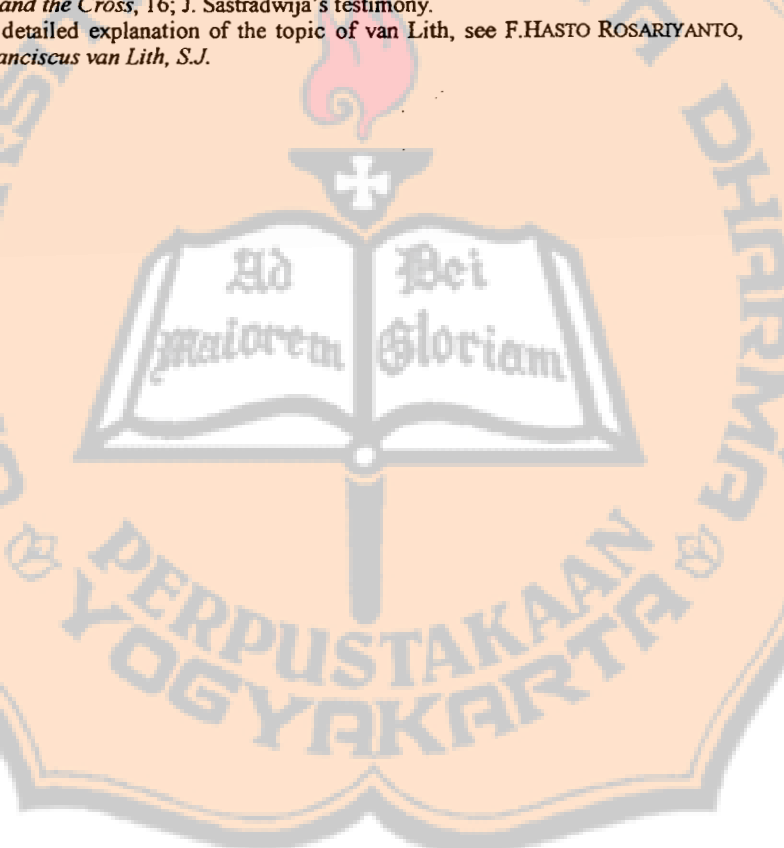 and the Cross, 16; J. Sastradwija's testimony.
detailed explanation of the topic of van Lith, see F.HASTO ROSARIYANTO,
anciscus van Lith, S.J.
Ad Dei
maiorem Gloriam
DHARMA
PERPUSTAKAAN
YOGYAKARTA